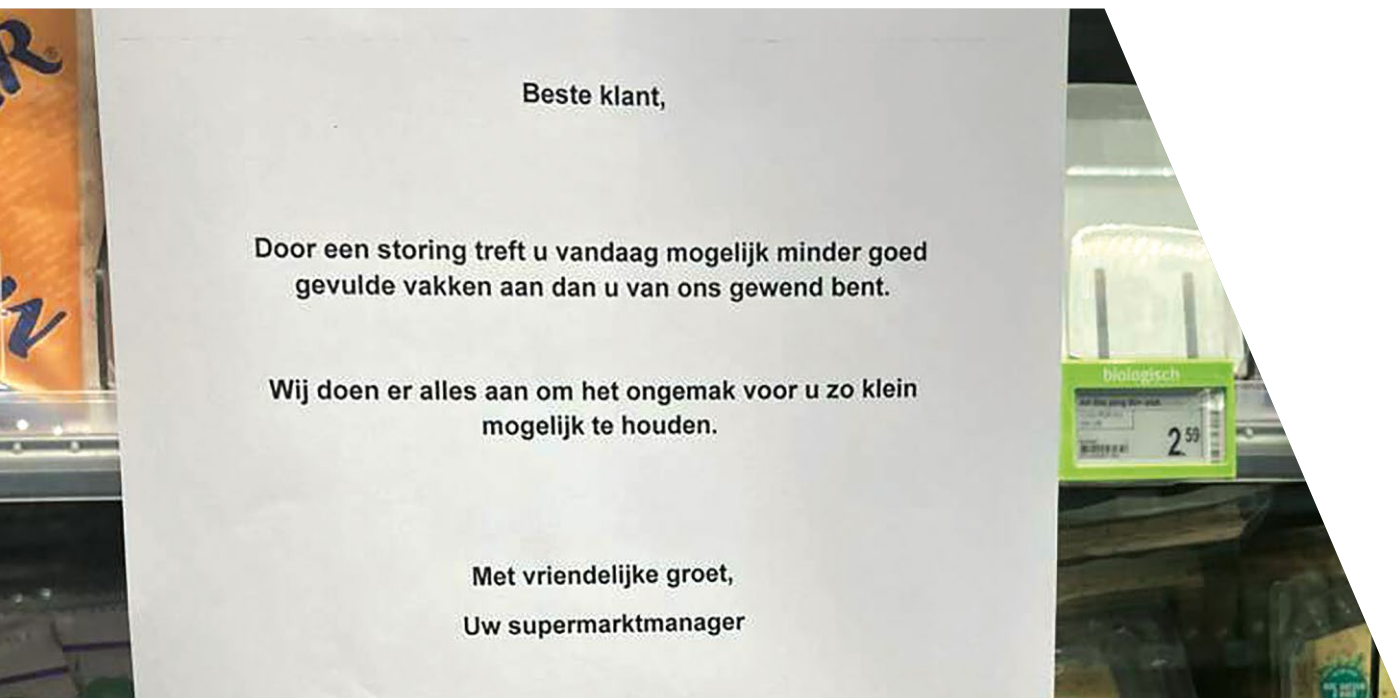 Beste klant,
Door een storing treft u vandaag mogelijk minder goed
gevulde vakken aan dan u van ons gewend bent.
Wij doen er alles aan om het ongemak voor u zo klein
mogelijk te houden.
Met vriendelijke groet,
Uw supermarktmanager
biologisch
2.59